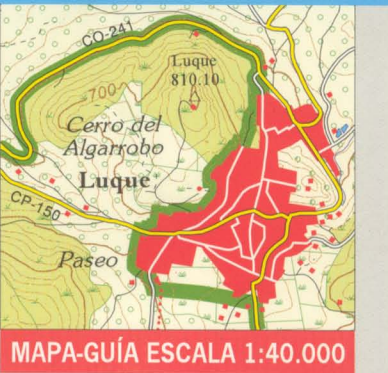 CO-241
Luque
810.10
700
Cerro del
Algarrobo
Luque
CP-150
Paseo
MAPA-GUÍA ESCALA 1:40.000